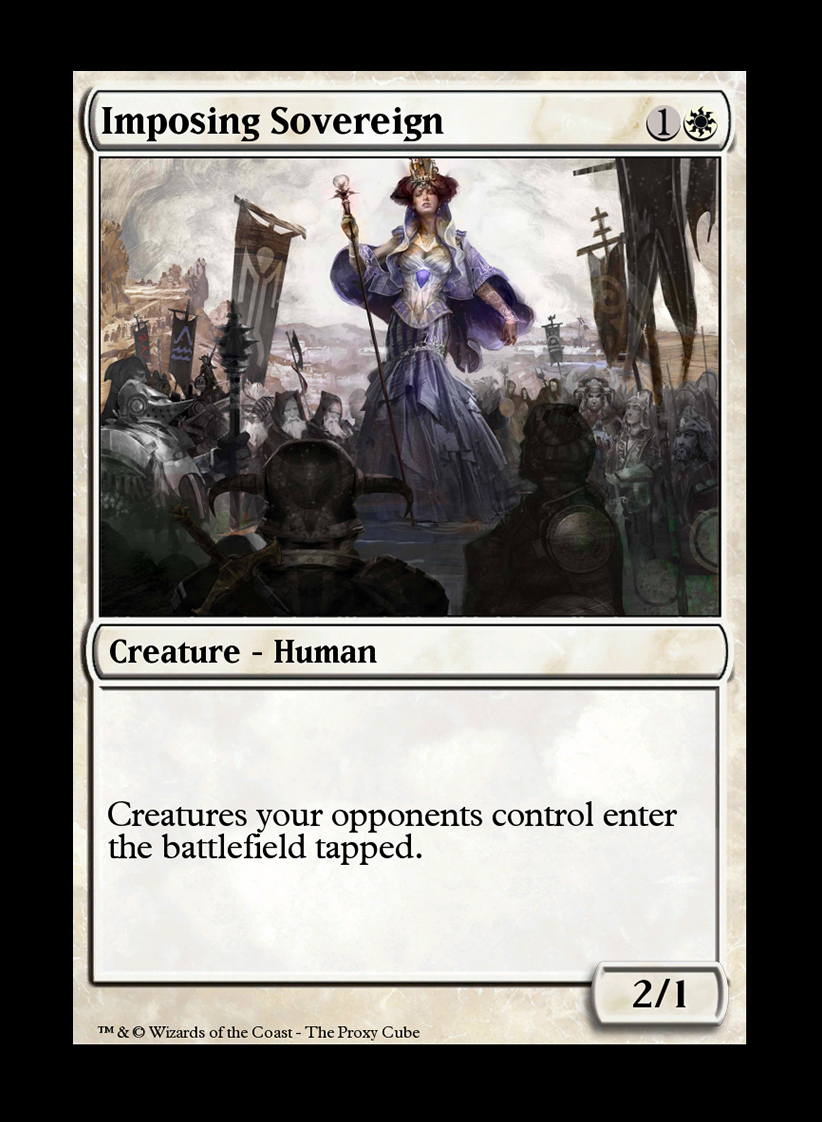 Imposing Sovereign 1
Creature - Human
Creatures your opponents control enter
the battlefield tapped.
2/1
™ & © Wizards of the Coast - The Proxy Cube